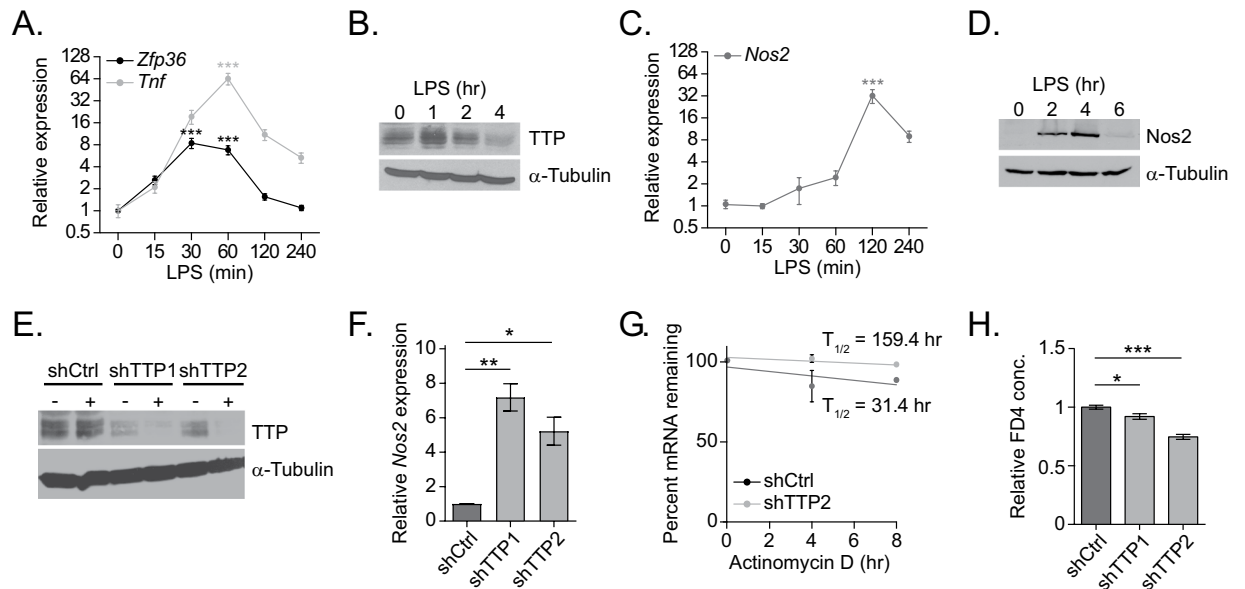 A.
Relative expression
128
64
32
16
8
4
2
1
0.5
Zfp36
Tnf
***
***
***
0 15 30 60 120 240
LPS (min)
B.
LPS (hr)
0 1 2 4
TTP
α-Tubulin
C.
Relative expression
128
64
32
16
8
4
2
1
0.5
Nos2
***
0 15 30 60 120 240
LPS (min)
D.
LPS (hr)
0 2 4 6
Nos2
α-Tubulin
E.
shCtrl shTTP1 shTTP2
- + - + - +
TTP
α-Tubulin
F.
Relative Nos2 expression
10
8
6
4
2
0
*
**
shCtrl
shTTP1
shTTP2
G.
Percent mRNA remaining
100
50
0
T1/2 = 159.4 hr
T1/2 = 31.4 hr
shCtrl
shTTP2
0 2 4 6 8
Actinomycin D (hr)
H.
Relative FD4 conc.
1.5
1
0.5
0
***
*
shCtrl
shTTP1
shTTP2